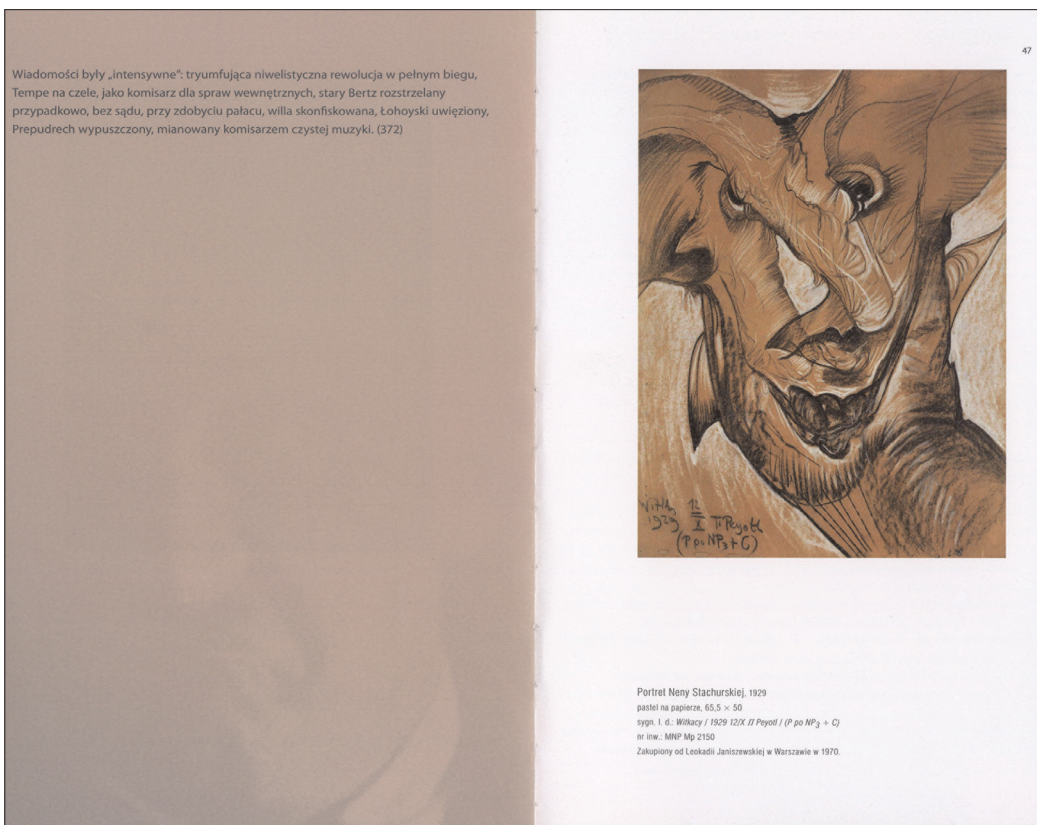 Wiadomości były „intensywne”: tryumfująca niwelistyczna rewolucja w pełnym biegu,
Tempe na czele, jako komisarz dla spraw wewnętrznych, stary Bertz rozstrzelany
przypadkowo, bez sądu, przy zdobyciu pałacu, willa skonfiskowana, Łohoyski uwięziony,
Prepudrech wypuszczony, mianowany komisarzem czystej muzyki. (372)
47
Witkacy 12
1929 X Π Peyotl
(P po NP3 + C)
Portret Neny Stachurskiej, 1929
pastel na papierze, 65,5 × 50
sygn. l. d.: Witkacy / 1929 12/X Π Peyotl / (P po NP3 + C)
nr inw.: MNP Mp 2150
Zakupiony od Leokadii Janiszewskiej w Warszawie w 1970.